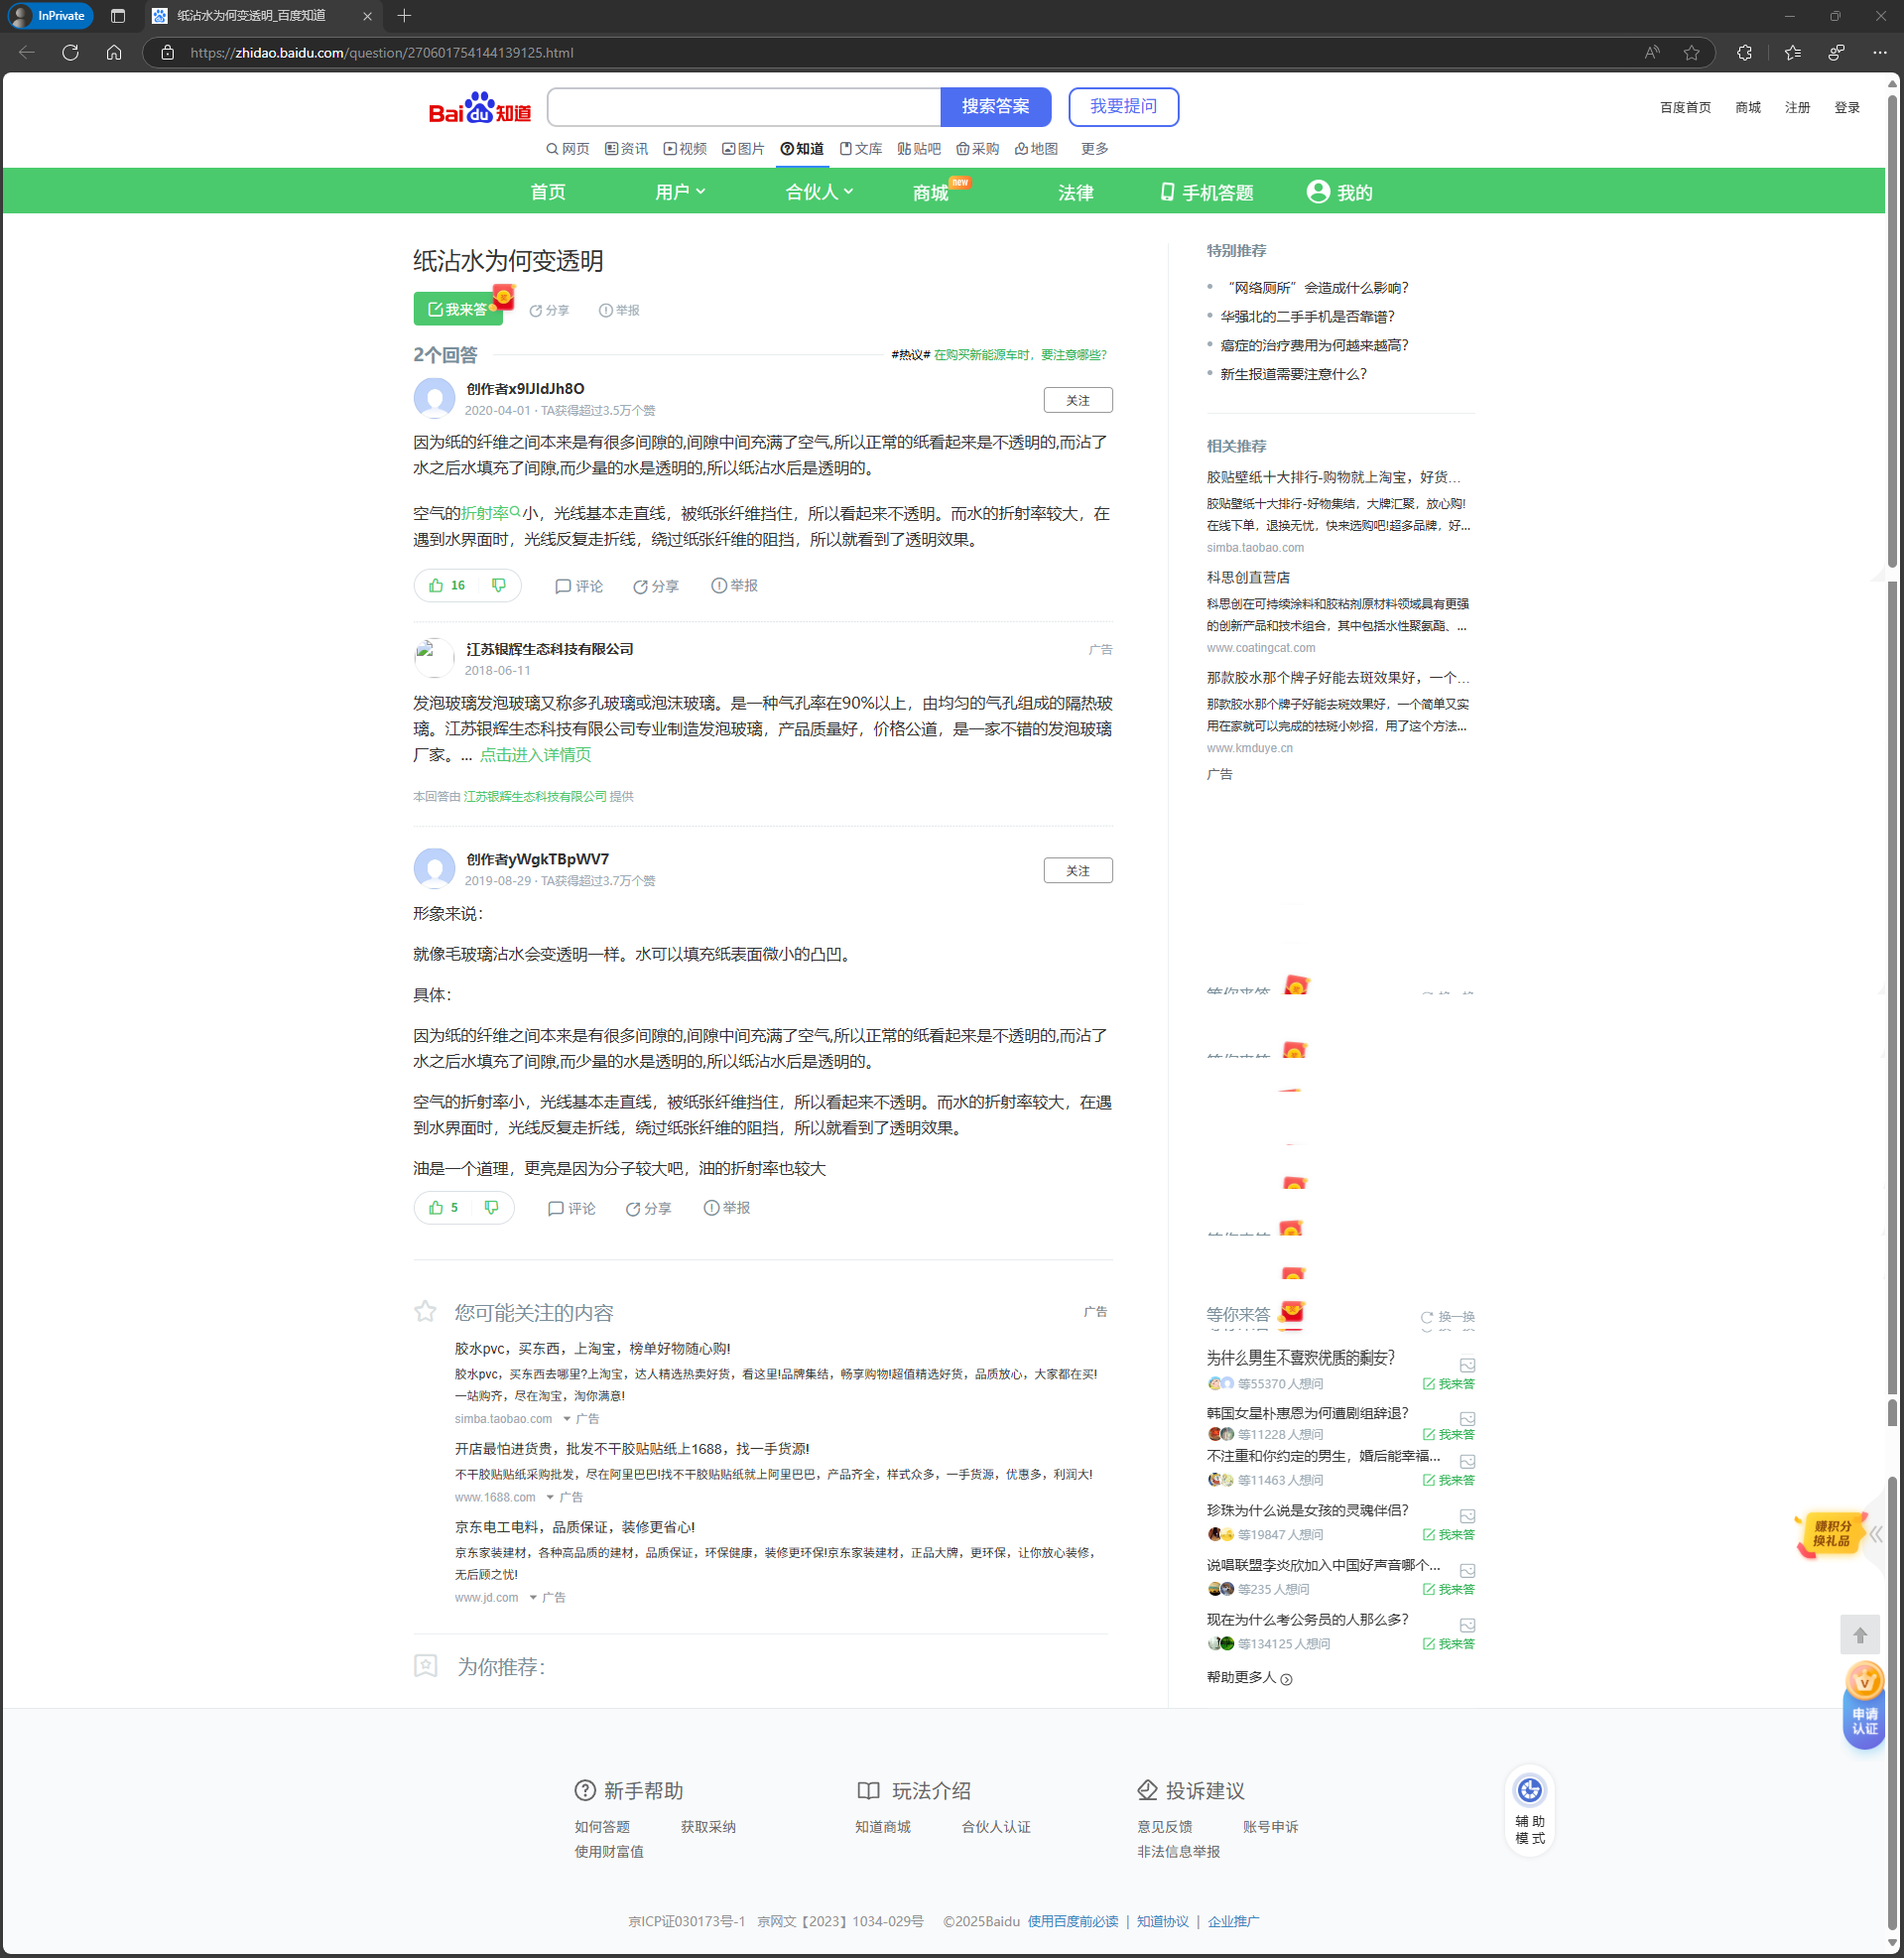 InPrivate
纸沾水为何变透明_百度知道
https://zhidao.baidu.com/question/270601754144139125.html
Bai du 知道
搜索答案
我要提问
百度首页 商城 注册 登录
网页 资讯 视频 图片 知道 文库 贴吧 采购 地图 更多
首页 用户 合伙人 商城 new 法律 手机答题 我的
纸沾水为何变透明
我来答 分享 举报
2个回答
#热议# 在购买新能源车时，要注意哪些？
创作者x9IJldJh8O
2020-04-01 · TA获得超过3.5万个赞
关注
因为纸的纤维之间本来是有很多间隙的,间隙中间充满了空气,所以正常的纸看起来是不透明的,而沾了
水之后水填充了间隙,而少量的水是透明的,所以纸沾水后是透明的。
空气的折射率小，光线基本走直线，被纸张纤维挡住，所以看起来不透明。而水的折射率较大，在
遇到水界面时，光线反复走折线，绕过纸张纤维的阻挡，所以就看到了透明效果。
16 评论 分享 举报
江苏银辉生态科技有限公司
广告
2018-06-11
发泡玻璃发泡玻璃又称多孔玻璃或泡沫玻璃。是一种气孔率在90%以上，由均匀的气孔组成的隔热玻
璃。江苏银辉生态科技有限公司专业制造发泡玻璃，产品质量好，价格公道，是一家不错的发泡玻璃
厂家。... 点击进入详情页
本回答由 江苏银辉生态科技有限公司 提供
创作者yWgkTBpWV7
2019-08-29 · TA获得超过3.7万个赞
关注
形象来说：
就像毛玻璃沾水会变透明一样。水可以填充纸表面微小的凸凹。
具体：
因为纸的纤维之间本来是有很多间隙的,间隙中间充满了空气,所以正常的纸看起来是不透明的,而沾了
水之后水填充了间隙,而少量的水是透明的,所以纸沾水后是透明的。
空气的折射率小，光线基本走直线，被纸张纤维挡住，所以看起来不透明。而水的折射率较大，在遇
到水界面时，光线反复走折线，绕过纸张纤维的阻挡，所以就看到了透明效果。
油是一个道理，更亮是因为分子较大吧，油的折射率也较大
5 评论 分享 举报
您可能关注的内容
广告
胶水pvc，买东西，上淘宝，榜单好物随心购!
胶水pvc，买东西去哪里?上淘宝，达人精选热卖好货，看这里!品牌集结，畅享购物!超值精选好货，品质放心，大家都在买!
一站购齐，尽在淘宝，淘你满意!
simba.taobao.com 广告
开店最怕进货贵，批发不干胶贴贴纸上1688，找一手货源!
不干胶贴贴纸采购批发，尽在阿里巴巴!找不干胶贴贴纸就上阿里巴巴，产品齐全，样式众多，一手货源，优惠多，利润大!
www.1688.com 广告
京东电工电料，品质保证，装修更省心!
京东家装建材，各种高品质的建材，品质保证，环保健康，装修更环保!京东家装建材，正品大牌，更环保，让你放心装修，
无后顾之忧!
www.jd.com 广告
为你推荐：
特别推荐
“网络厕所”会造成什么影响?
华强北的二手手机是否靠谱?
癌症的治疗费用为何越来越高?
新生报道需要注意什么?
相关推荐
胶贴壁纸十大排行-购物就上淘宝，好货...
胶贴壁纸十大排行-好物集结，大牌汇聚，放心购!
在线下单，退换无忧，快来选购吧!超多品牌，好...
simba.taobao.com
科思创直营店
科思创在可持续涂料和胶粘剂原材料领域具有更强
的创新产品和技术组合，其中包括水性聚氨酯、...
www.coatingcat.com
那款胶水那个牌子好能去斑效果好，一个...
那款胶水那个牌子好能去斑效果好，一个简单又实
用在家就可以完成的祛斑小妙招，用了这个方法...
www.kmduye.cn
广告
等你来答 换一换
为什么男生不喜欢优质的剩女?
等55370人想问 我来答
韩国女星朴惠恩为何遭剧组辞退?
等11228人想问 我来答
不注重和你约定的男生，婚后能幸福...
等11463人想问 我来答
珍珠为什么说是女孩的灵魂伴侣?
等19847人想问 我来答
说唱联盟李炎欣加入中国好声音哪个...
等235人想问 我来答
现在为什么考公务员的人那么多?
等134125人想问 我来答
帮助更多人
赚积分
换礼品
申请
认证
新手帮助
如何答题 获取采纳
使用财富值
玩法介绍
知道商城 合伙人认证
投诉建议
意见反馈 账号申诉
非法信息举报
辅助
模式
京ICP证030173号-1 京网文【2023】1034-029号 ©2025Baidu 使用百度前必读 | 知道协议 | 企业推广